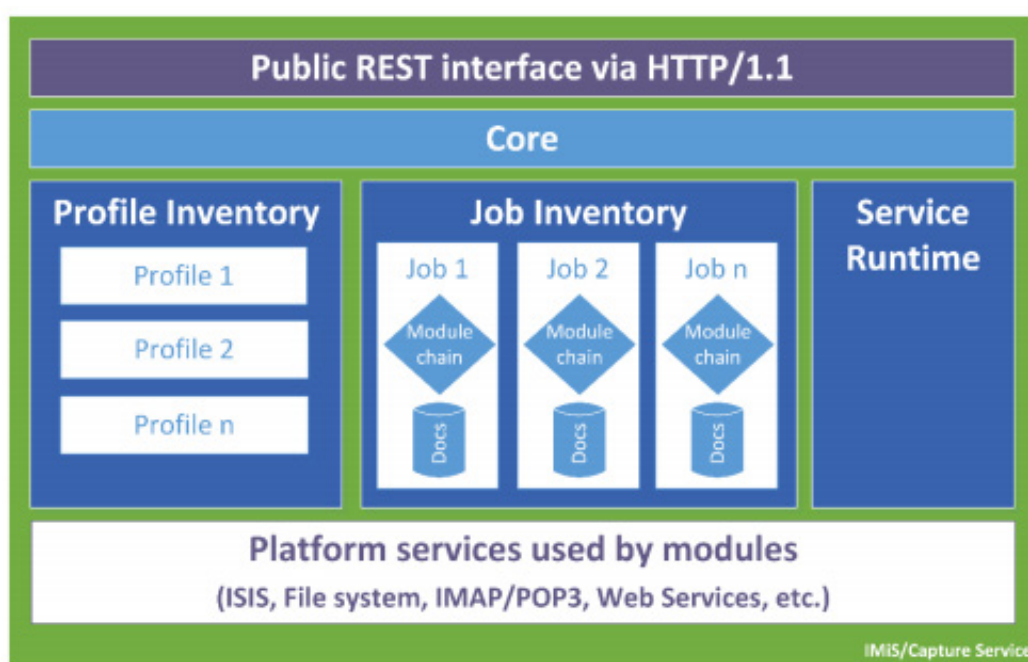 Public REST interface via HTTP/1.1
Core
Profile Inventory
Profile 1
Profile 2
Profile n
Job Inventory
Job 1
Module
chain
Docs
Job 2
Module
chain
Docs
Job n
Module
chain
Docs
Service
Runtime
Platform services used by modules
(ISIS, File system, IMAP/POP3, Web Services, etc.)
IMiS/Capture Service